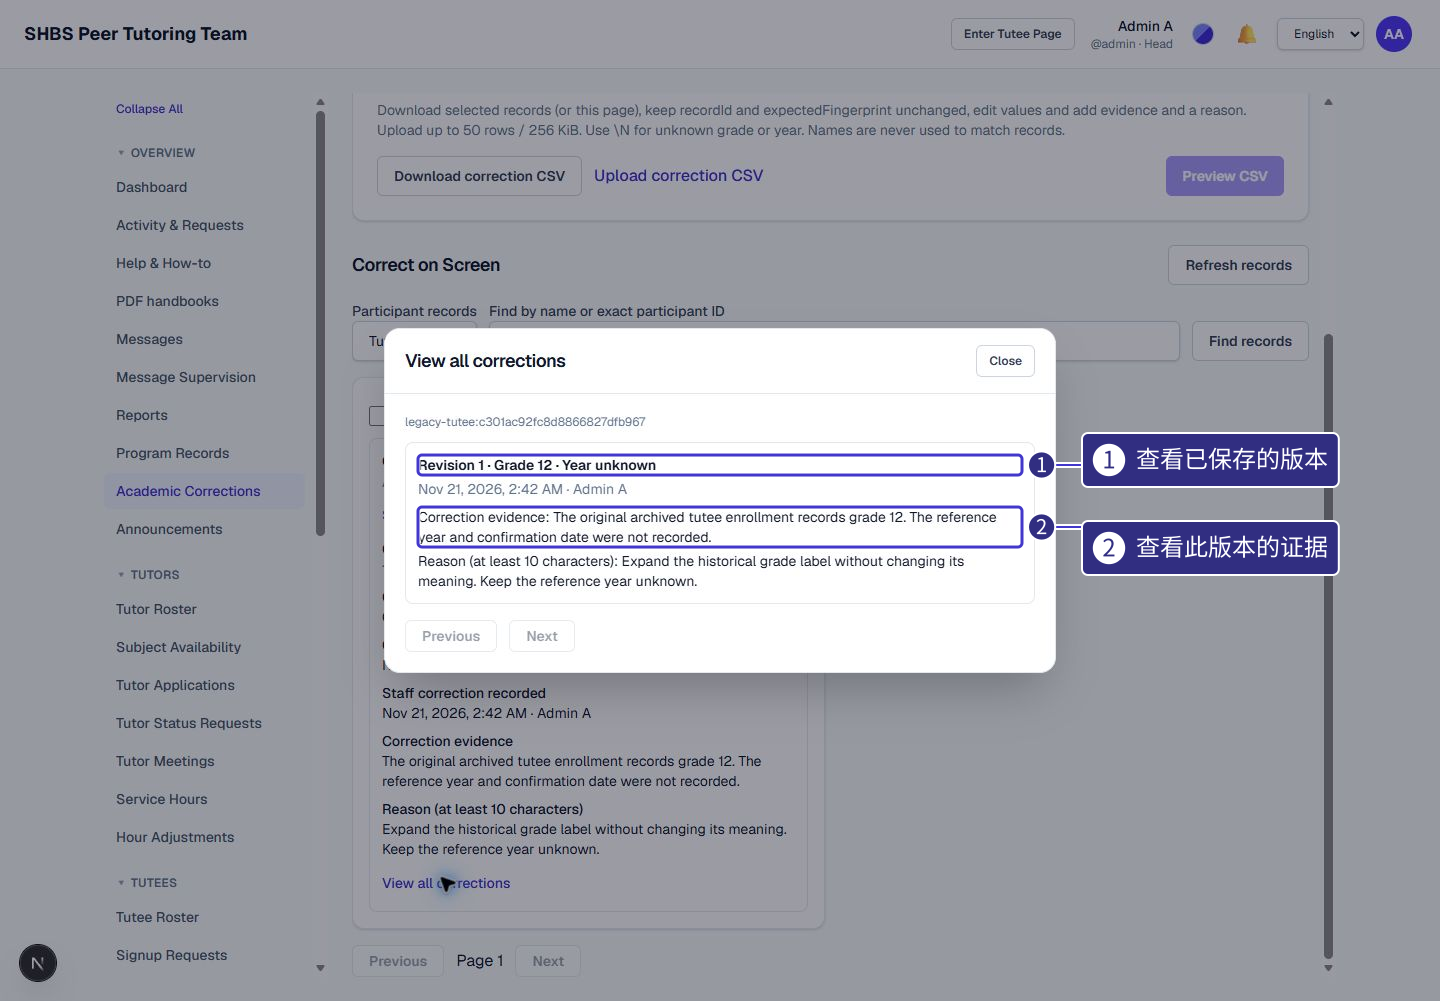 SHBS Peer Tutoring Team
Enter Tutee Page
Admin A
@admin · Head
English
AA
Collapse All
OVERVIEW
Dashboard
Activity & Requests
Help & How-to
PDF handbooks
Messages
Message Supervision
Reports
Program Records
Academic Corrections
Announcements
TUTORS
Tutor Roster
Subject Availability
Tutor Applications
Tutor Status Requests
Tutor Meetings
Service Hours
Hour Adjustments
TUTEES
Tutee Roster
Signup Requests
N
Download selected records (or this page), keep recordId and expectedFingerprint unchanged, edit values and add evidence and a reason.
Upload up to 50 rows / 256 KiB. Use \N for unknown grade or year. Names are never used to match records.
Download correction CSV
Upload correction CSV
Preview CSV
Correct on Screen
Refresh records
Participant records
Find by name or exact participant ID
Tu
Find records
View all corrections
Close
legacy-tutee:c301ac92fc8d8866827dfb967
Revision 1 · Grade 12 · Year unknown
Nov 21, 2026, 2:42 AM · Admin A
Correction evidence: The original archived tutee enrollment records grade 12. The reference
year and confirmation date were not recorded.
Reason (at least 10 characters): Expand the historical grade label without changing its
meaning. Keep the reference year unknown.
Previous
Next
1
1 查看已保存的版本
2
2 查看此版本的证据
Staff correction recorded
Nov 21, 2026, 2:42 AM · Admin A
Correction evidence
The original archived tutee enrollment records grade 12. The
reference year and confirmation date were not recorded.
Reason (at least 10 characters)
Expand the historical grade label without changing its meaning.
Keep the reference year unknown.
View all corrections
Previous
Page 1
Next